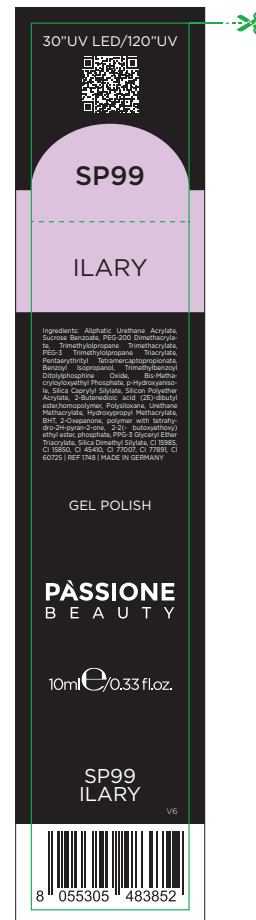 30”UV LED/120”UV
SP99
ILARY
Ingredients: Aliphatic Urethane Acrylate,
Sucrose Benzoate, PEG-200 Dimethacryla-
te, Trimethylolpropane Trimethacrylate,
PEG-3 Trimethylolpropane Triacrylate,
Pentaerythrityl Tetramercaptopropionate,
Benzoyl Isopropanol, Trimethylbenzoyl
Ditolylphosphine Oxide, Bis-Metha-
cryloyloxyethyl Phosphate, p-Hydroxyaniso-
le, Silica Caprylyl Silylate, Silicon Polyether
Acrylate, 2-Butenedioic acid (2E)-dibutyl
ester,homopolymer, Polysiloxane, Urethane
Methacrylate, Hydroxypropyl Methacrylate,
BHT, 2-Oxepanone, polymer with tetrahy-
dro-2H-pyran-2-one, 2-2(- butoxyethoxy)
ethyl ester, phosphate, PPG-3 Glyceryl Ether
Triacrylate, Silica Dimethyl Silylate, CI 15985,
CI 15850, CI 45410, CI 77007, CI 77891, CI
60725 | REF 1748 | MADE IN GERMANY
GEL POLISH
PÀSSIONE
BEAUTY
10ml℮/0.33 fl.oz.
SP99
ILARY
V6
8 055305 483852